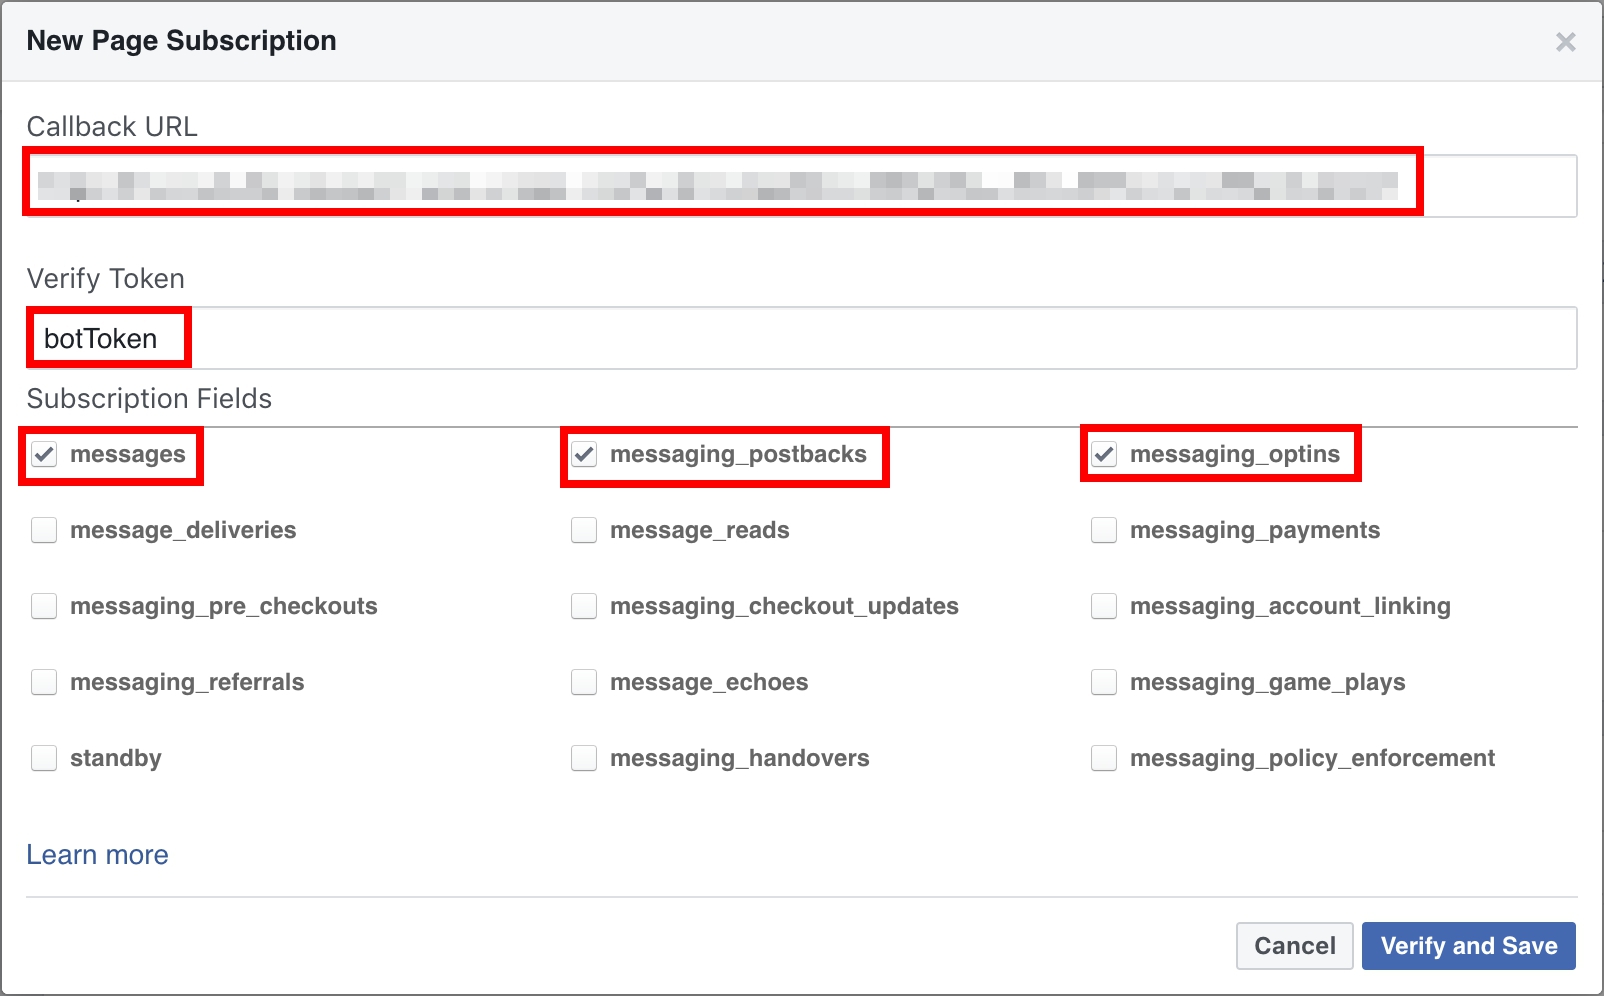 New Page Subscription
Callback URL
Verify Token
botToken
Subscription Fields
messages messaging_postbacks messaging_optins
message_deliveries message_reads messaging_payments
messaging_pre_checkouts messaging_checkout_updates messaging_account_linking
messaging_referrals message_echoes messaging_game_plays
standby messaging_handovers messaging_policy_enforcement
Learn more
Cancel Verify and Save